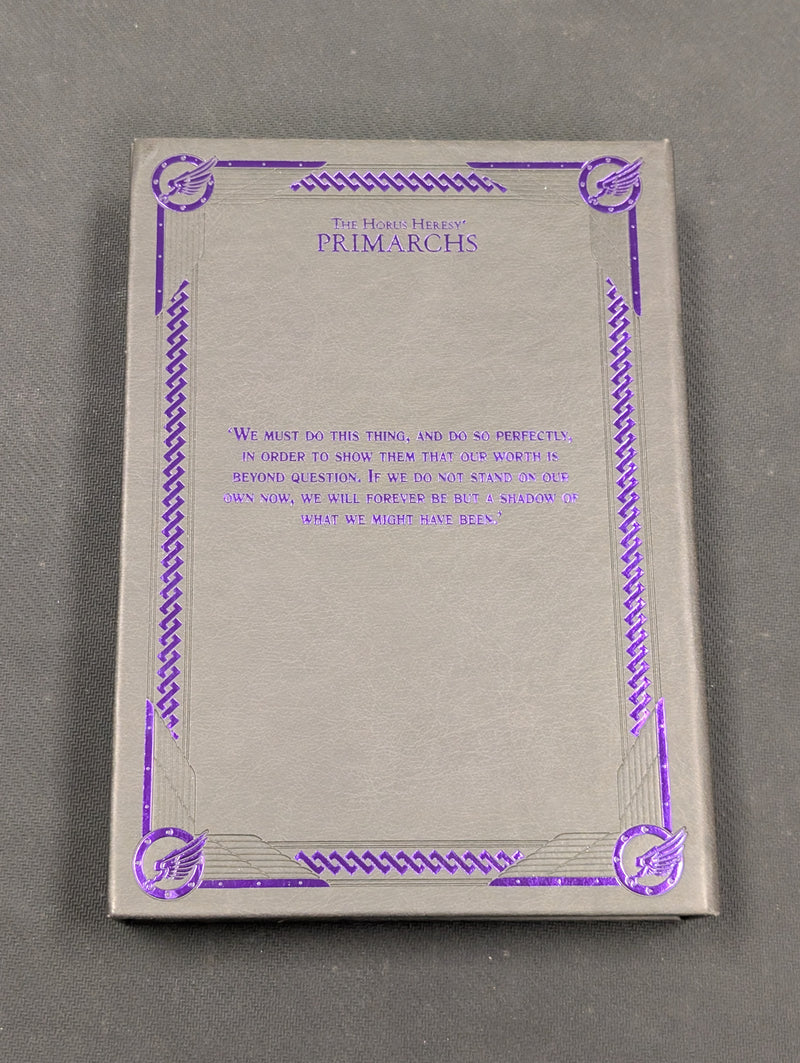 The Horus Heresy®
PRIMARCHS
‘We must do this thing, and do so perfectly,
in order to show them that our worth is
beyond question. If we do not stand on our
own now, we will forever be but a shadow of
what we might have been.’